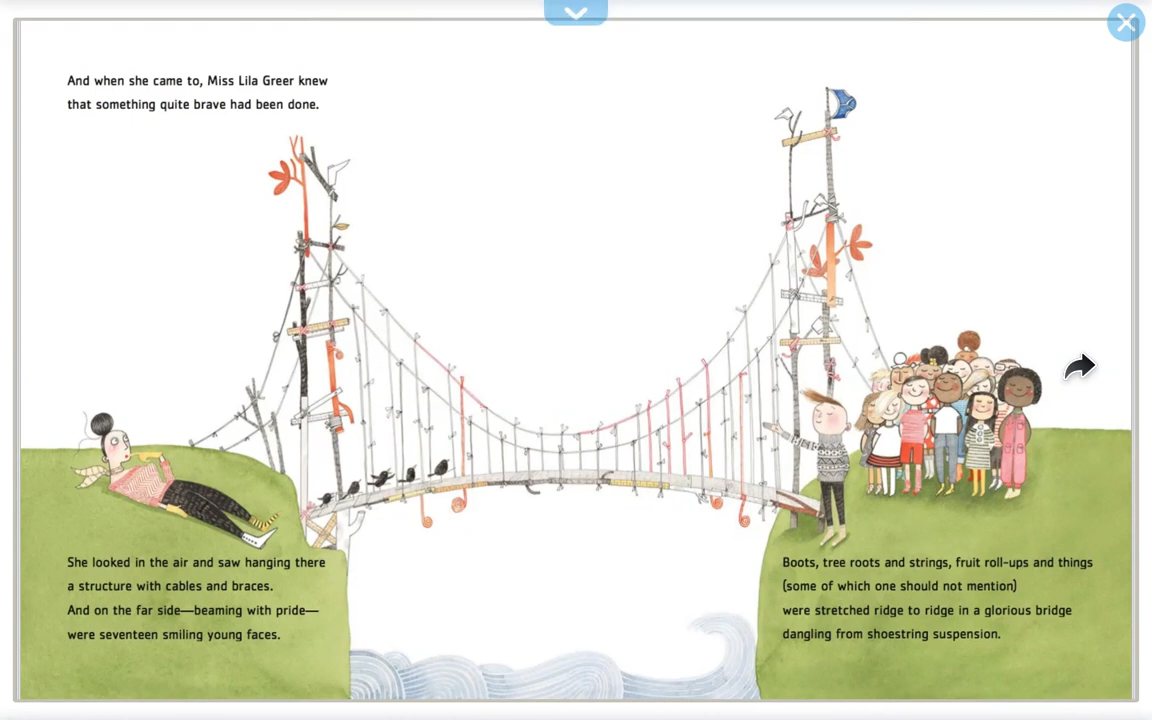 And when she came to, Miss Lila Greer knew
that something quite brave had been done.
She looked in the air and saw hanging there
a structure with cables and braces.
And on the far side—beaming with pride—
were seventeen smiling young faces.
Boots, tree roots and strings, fruit roll-ups and things
(some of which one should not mention)
were stretched ridge to ridge in a glorious bridge
dangling from shoestring suspension.